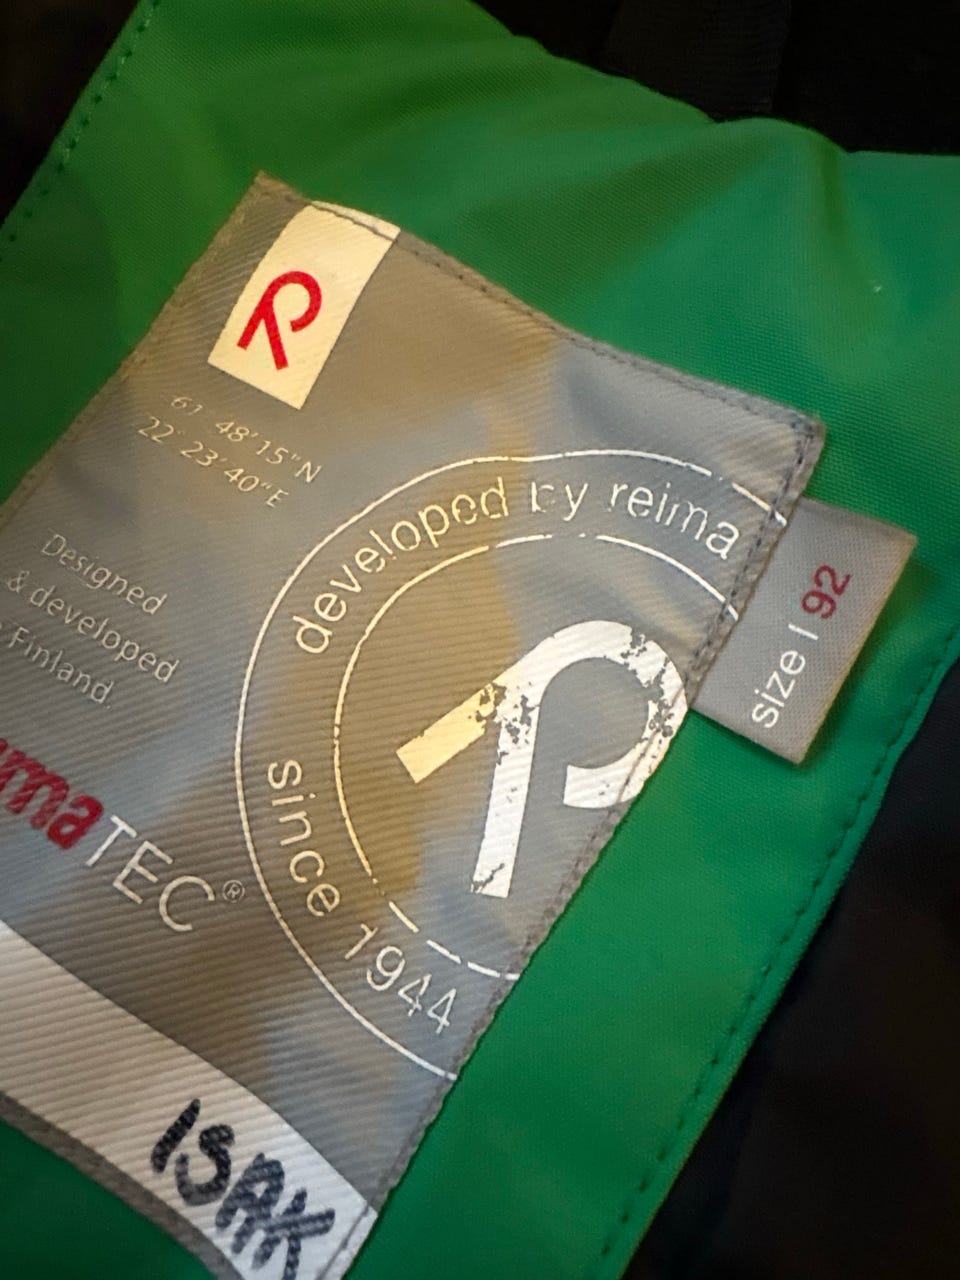 61° 48'15"N
22° 23'40"E
developed by reima
size | 92
Designed
& developed
Finland.
TEC®
since 1944
ISAK